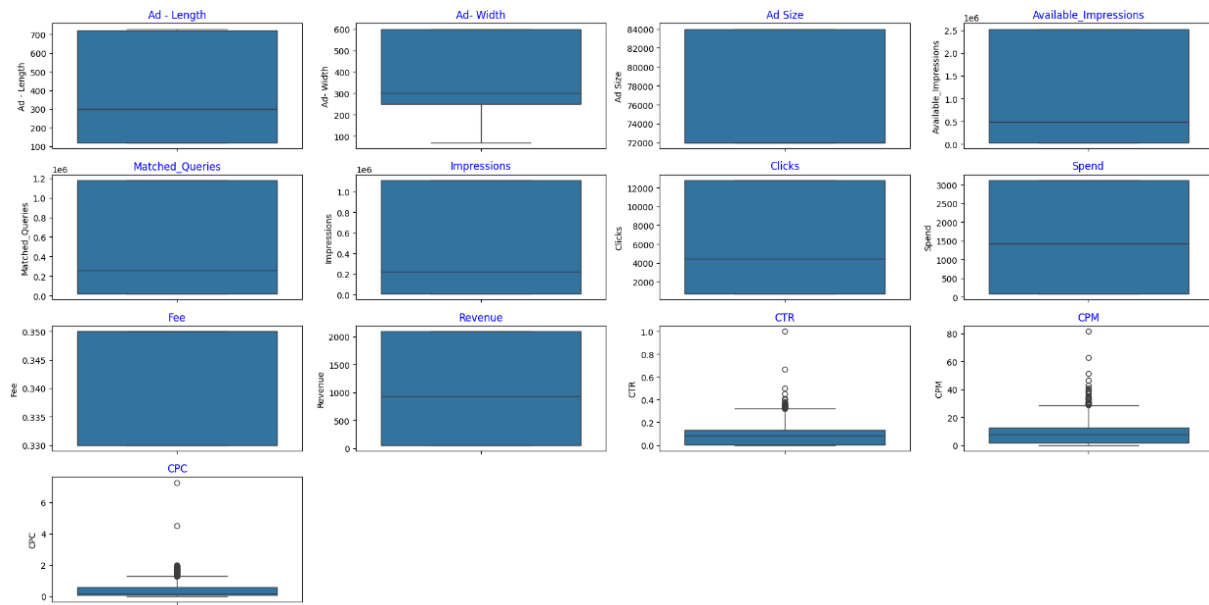 Ad - Length
Ad- Width
Ad Size
Available_Impressions
Ad - Length
700
600
500
400
300
200
100
Ad- Width
600
500
400
300
200
100
Ad Size
84000
82000
80000
78000
76000
74000
72000
Available_Impressions
1e6
2.5
2.0
1.5
1.0
0.5
0.0
Matched_Queries
Impressions
Clicks
Spend
Matched_Queries
1e6
1.2
1.0
0.8
0.6
0.4
0.2
0.0
Impressions
1e6
1.0
0.8
0.6
0.4
0.2
0.0
Clicks
12000
10000
8000
6000
4000
2000
Spend
3000
2500
2000
1500
1000
500
0
Fee
Revenue
CTR
CPM
Fee
0.350
0.345
0.340
0.335
0.330
Revenue
2000
1500
1000
500
0
CTR
1.0
0.8
0.6
0.4
0.2
0.0
CPM
80
60
40
20
0
CPC
CPC
6
4
2
0